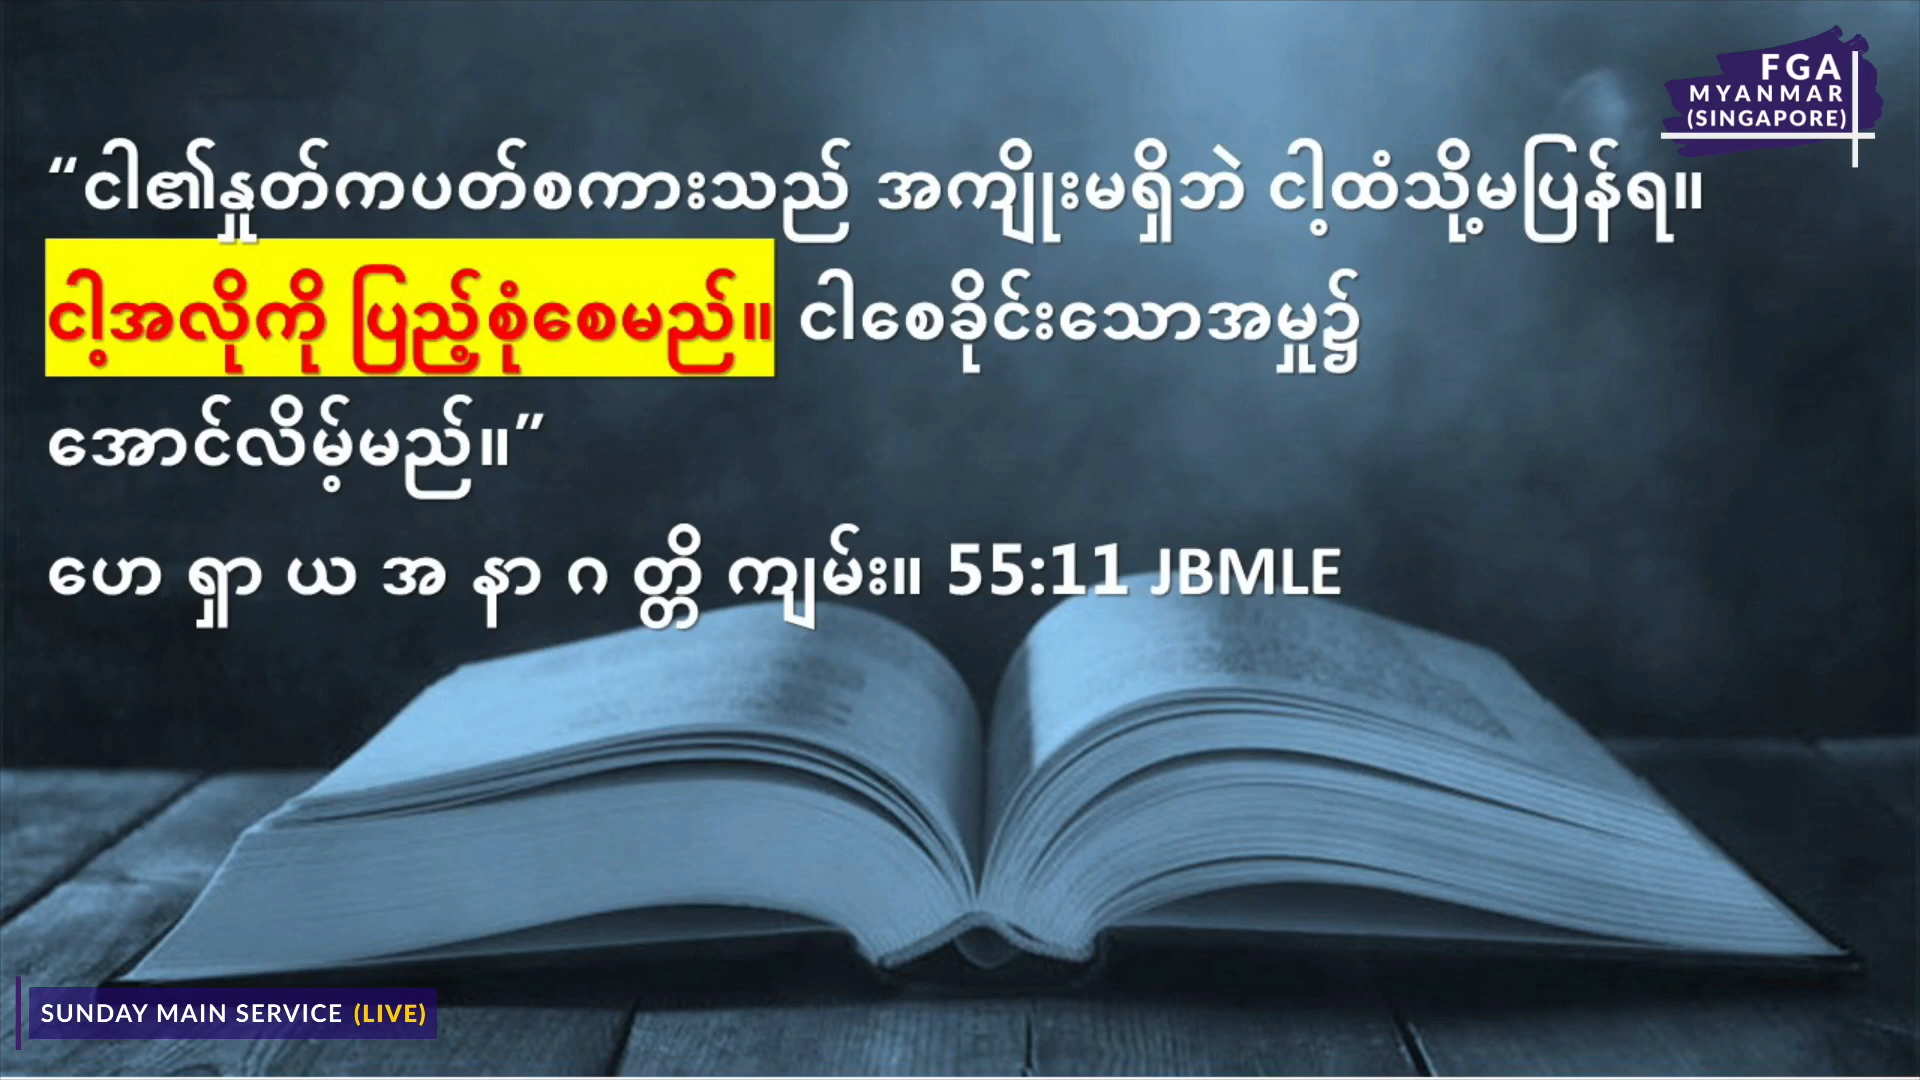 FGA
MYANMAR
(SINGAPORE)
“ငါ၏နှုတ်ကပတ်စကားသည် အကျိုးမရှိဘဲ ငါ့ထံသို့မပြန်ရ။
ငါ့အလိုကို ပြည့်စုံစေမည်။ ငါစေခိုင်းသောအမှု၌
အောင်လိမ့်မည်။”
ဟေ ရှာ ယ အ နာ ဂ တ္တိ ကျမ်း။ 55:11 JBMLE
SUNDAY MAIN SERVICE (LIVE)